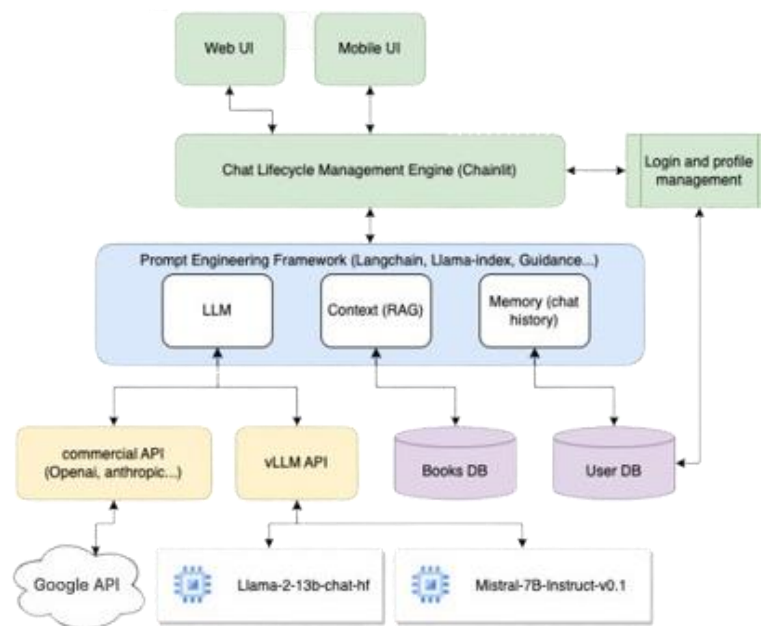 Web UI
Mobile UI
Chat Lifecycle Management Engine (Chainlit)
Login and profile
management
Prompt Engineering Framework (Langchain, Llama-index, Guidance...)
LLM
Context (RAG)
Memory (chat
history)
commercial API
(Openai, anthropic...)
vLLM API
Books DB
User DB
Google API
Llama-2-13b-chat-hf
Mistral-7B-Instruct-v0.1